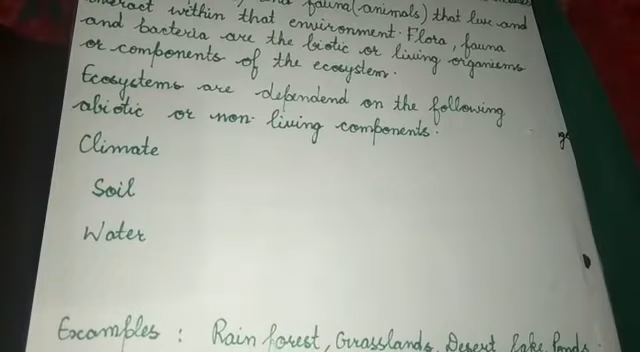 interact within that environment. Flora, fauna (animals) that live and
and bacteria are the biotic or living organisms
or components of the ecosystem.
Ecosystems are dependend on the following
abiotic or non-living components.
Climate
Soil
Water
Examples : Rain forest, Grasslands, Desert, lake, Ponds.